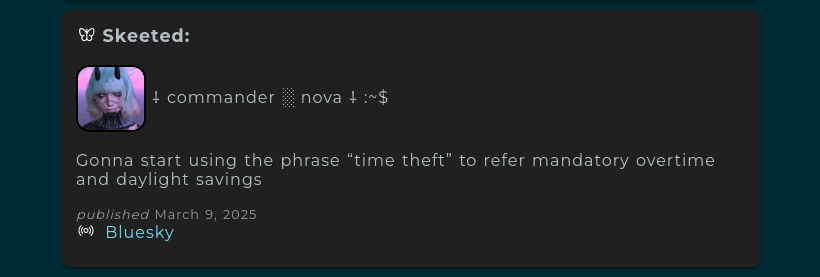 Skeeted:
⸸ commander ░ nova ⸸ :~$
Gonna start using the phrase “time theft” to refer mandatory overtime
and daylight savings
published March 9, 2025
Bluesky